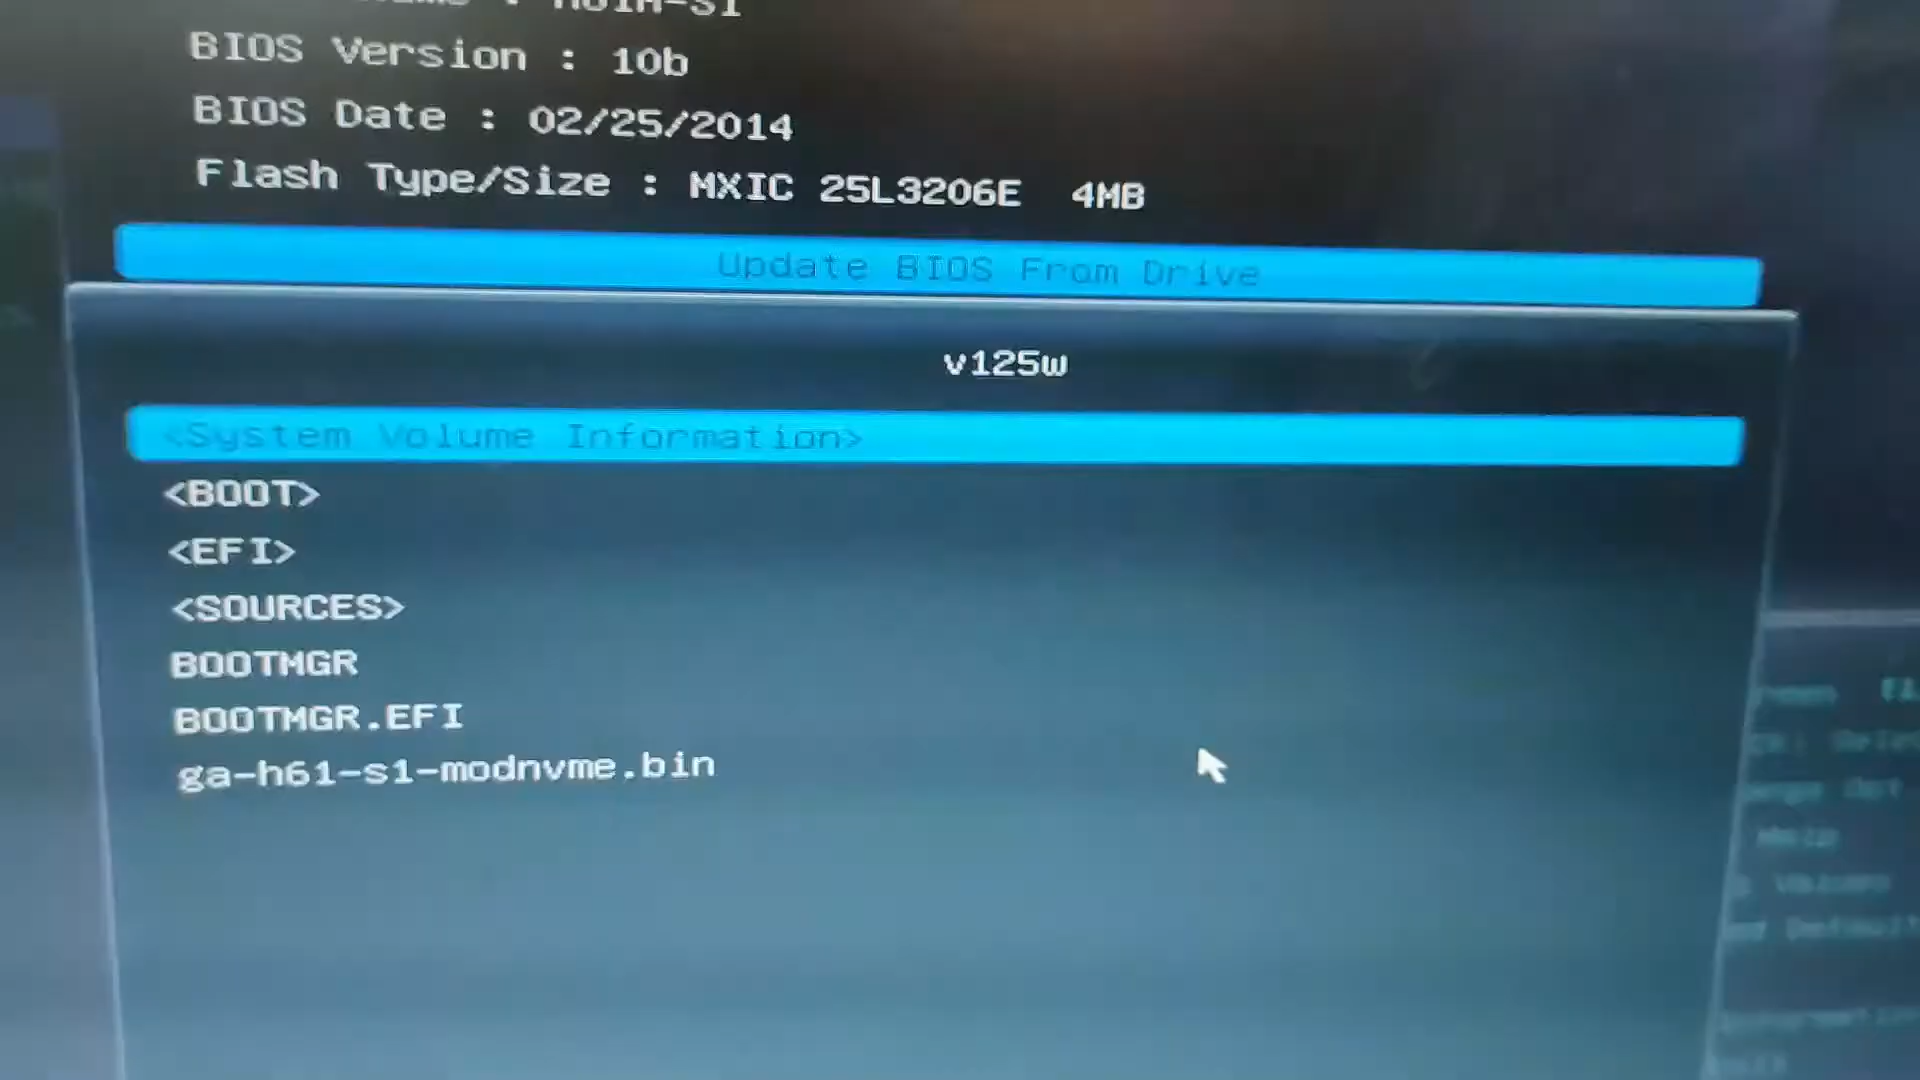 BIOS Version : 10b
BIOS Date : 02/25/2014
Flash Type/Size : MXIC 25L3206E 4MB
Update BIOS From Drive
v125w
<System Volume Information>
<BOOT>
<EFI>
<SOURCES>
BOOTMGR
BOOTMGR.EFI
ga-h61-s1-modnvme.bin